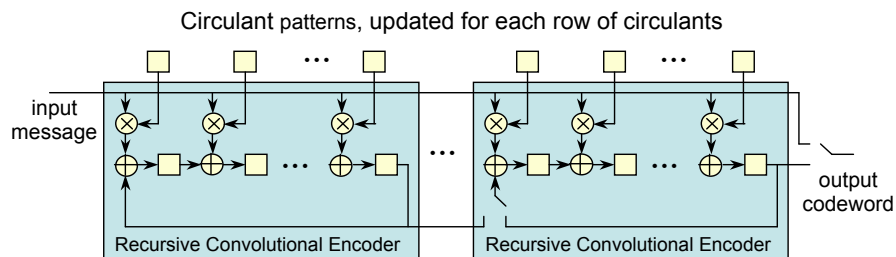 Circulant patterns, updated for each row of circulants
input
message
output
codeword
Recursive Convolutional Encoder
Recursive Convolutional Encoder